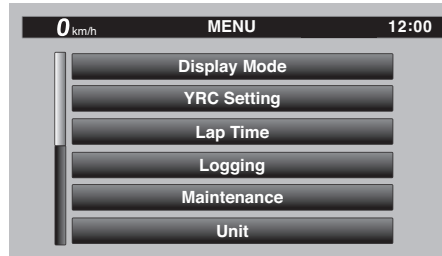 0 km/h MENU 12:00
Display Mode
YRC Setting
Lap Time
Logging
Maintenance
Unit